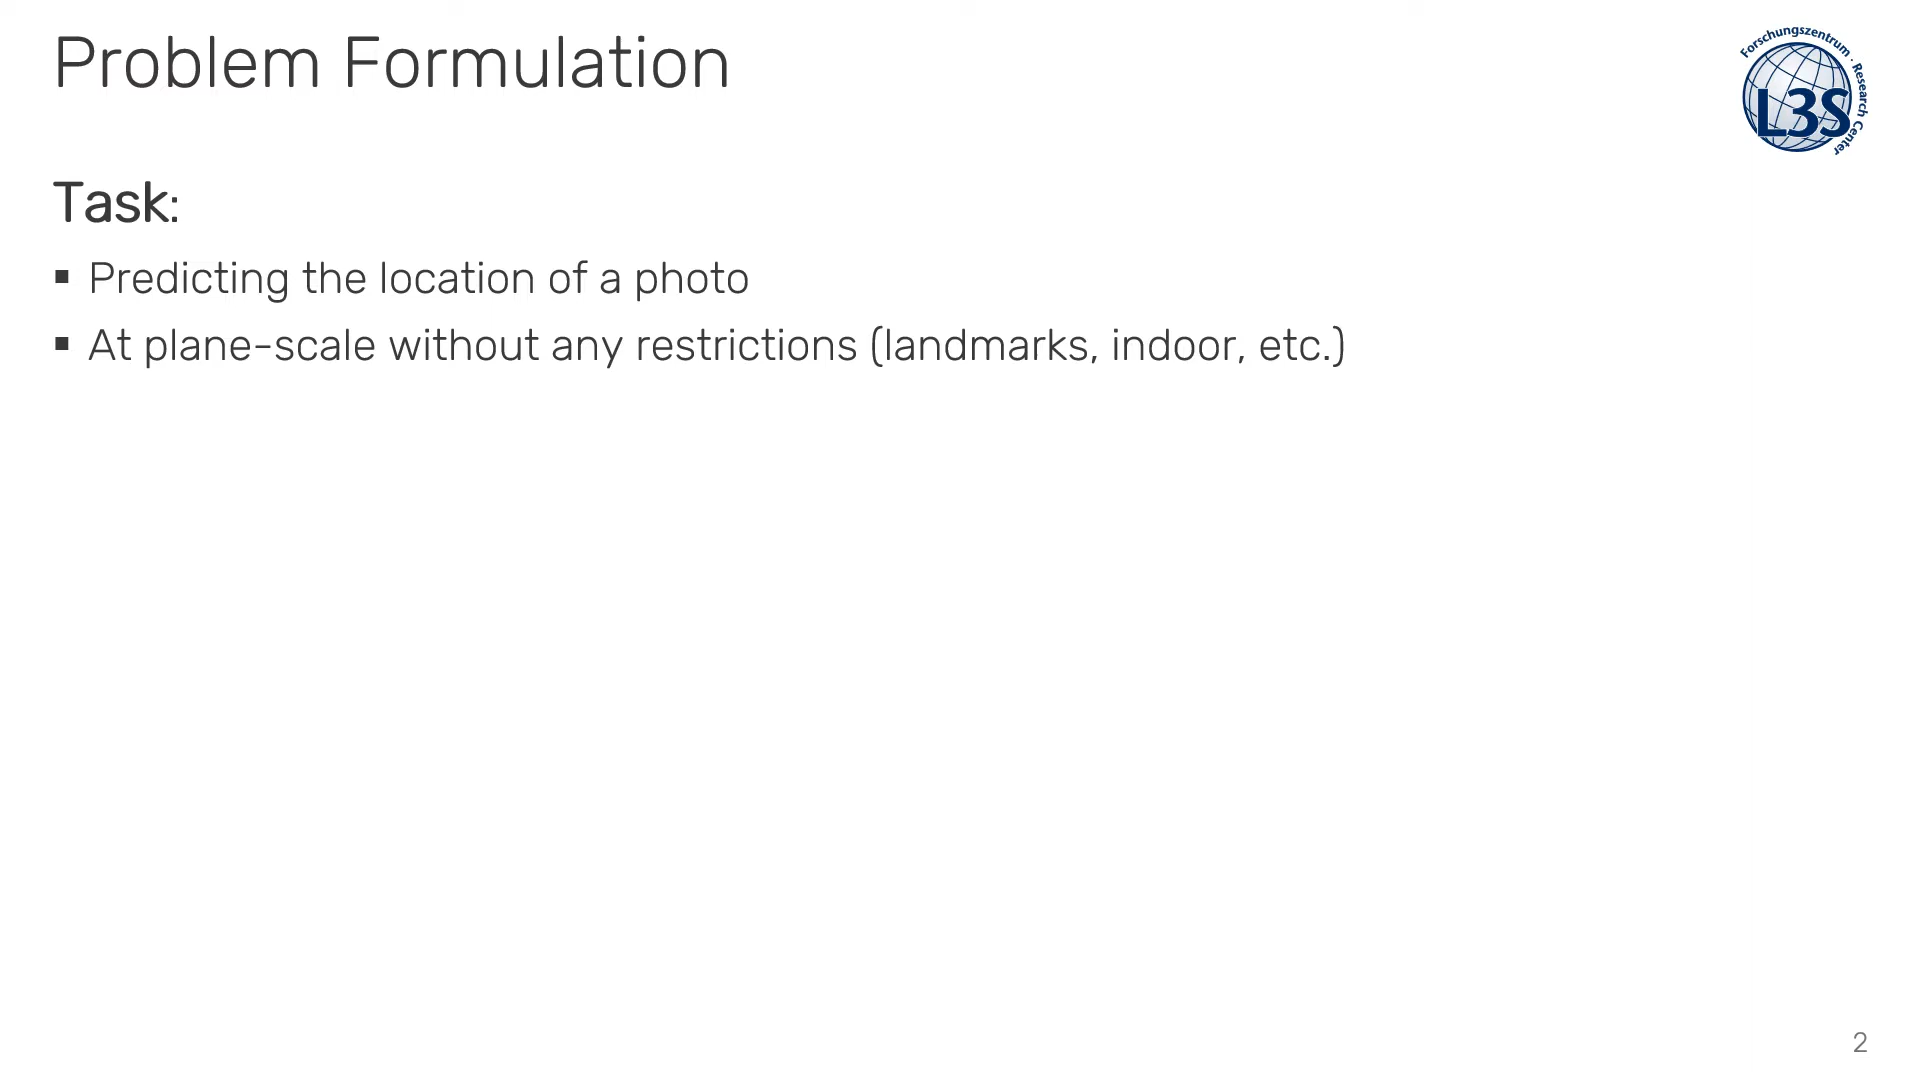 Problem Formulation
Forschungszentrum · Research Center
L3S
Task:
▪ Predicting the location of a photo
▪ At plane-scale without any restrictions (landmarks, indoor, etc.)
2